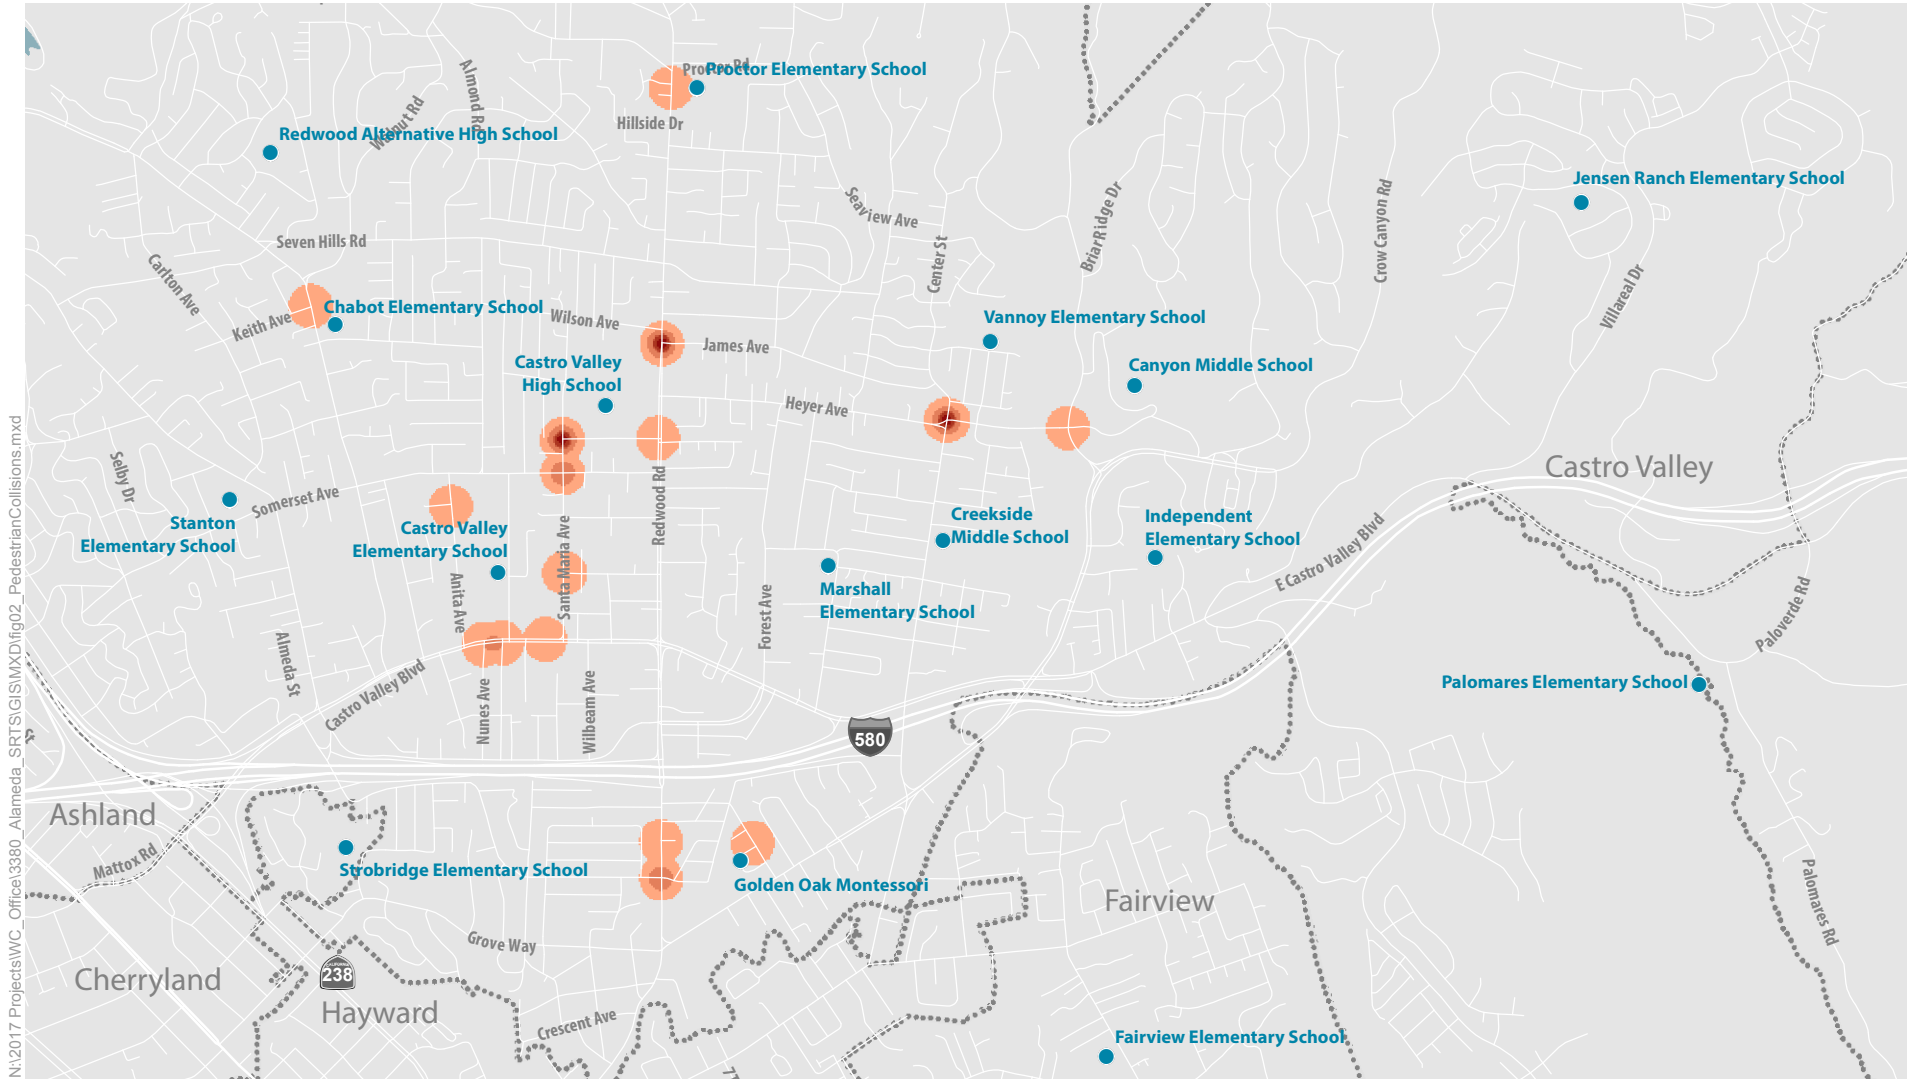 Proctor Rd
Proctor Elementary School
Almond Rd
Walnut Rd
Hillside Dr
Redwood Alternative High School
Jensen Ranch Elementary School
Seaview Ave
BriarRidge Dr
Crow Canyon Rd
Center St
Seven Hills Rd
Carlton Ave
Villareal Dr
Chabot Elementary School
Keith Ave
Wilson Ave
James Ave
Vannoy Elementary School
Castro Valley
High School
Canyon Middle School
Heyer Ave
Selby Dr
Somerset Ave
Redwood Rd
Castro Valley
Stanton
Elementary School
Castro Valley
Elementary School
Santa Maria Ave
Creekside
Middle School
Independent
Elementary School
E Castro Valley Blvd
Anita Ave
Forest Ave
Marshall
Elementary School
Paloverde Rd
Almeda St
Castro Valley Blvd
Nunes Ave
Wilbeam Ave
Palomares Elementary School
580
Ashland
Mattox Rd
Strobridge Elementary School
Golden Oak Montessori
Fairview
Palomares Rd
Grove Way
Cherryland
CALIFORNIA
238
Hayward
Crescent Ave
Fairview Elementary School
N:\2017 Projects\WC_Office\3380_Alameda_SRTS\GIS\MXD\fig02_PedestrianCollisions.mxd